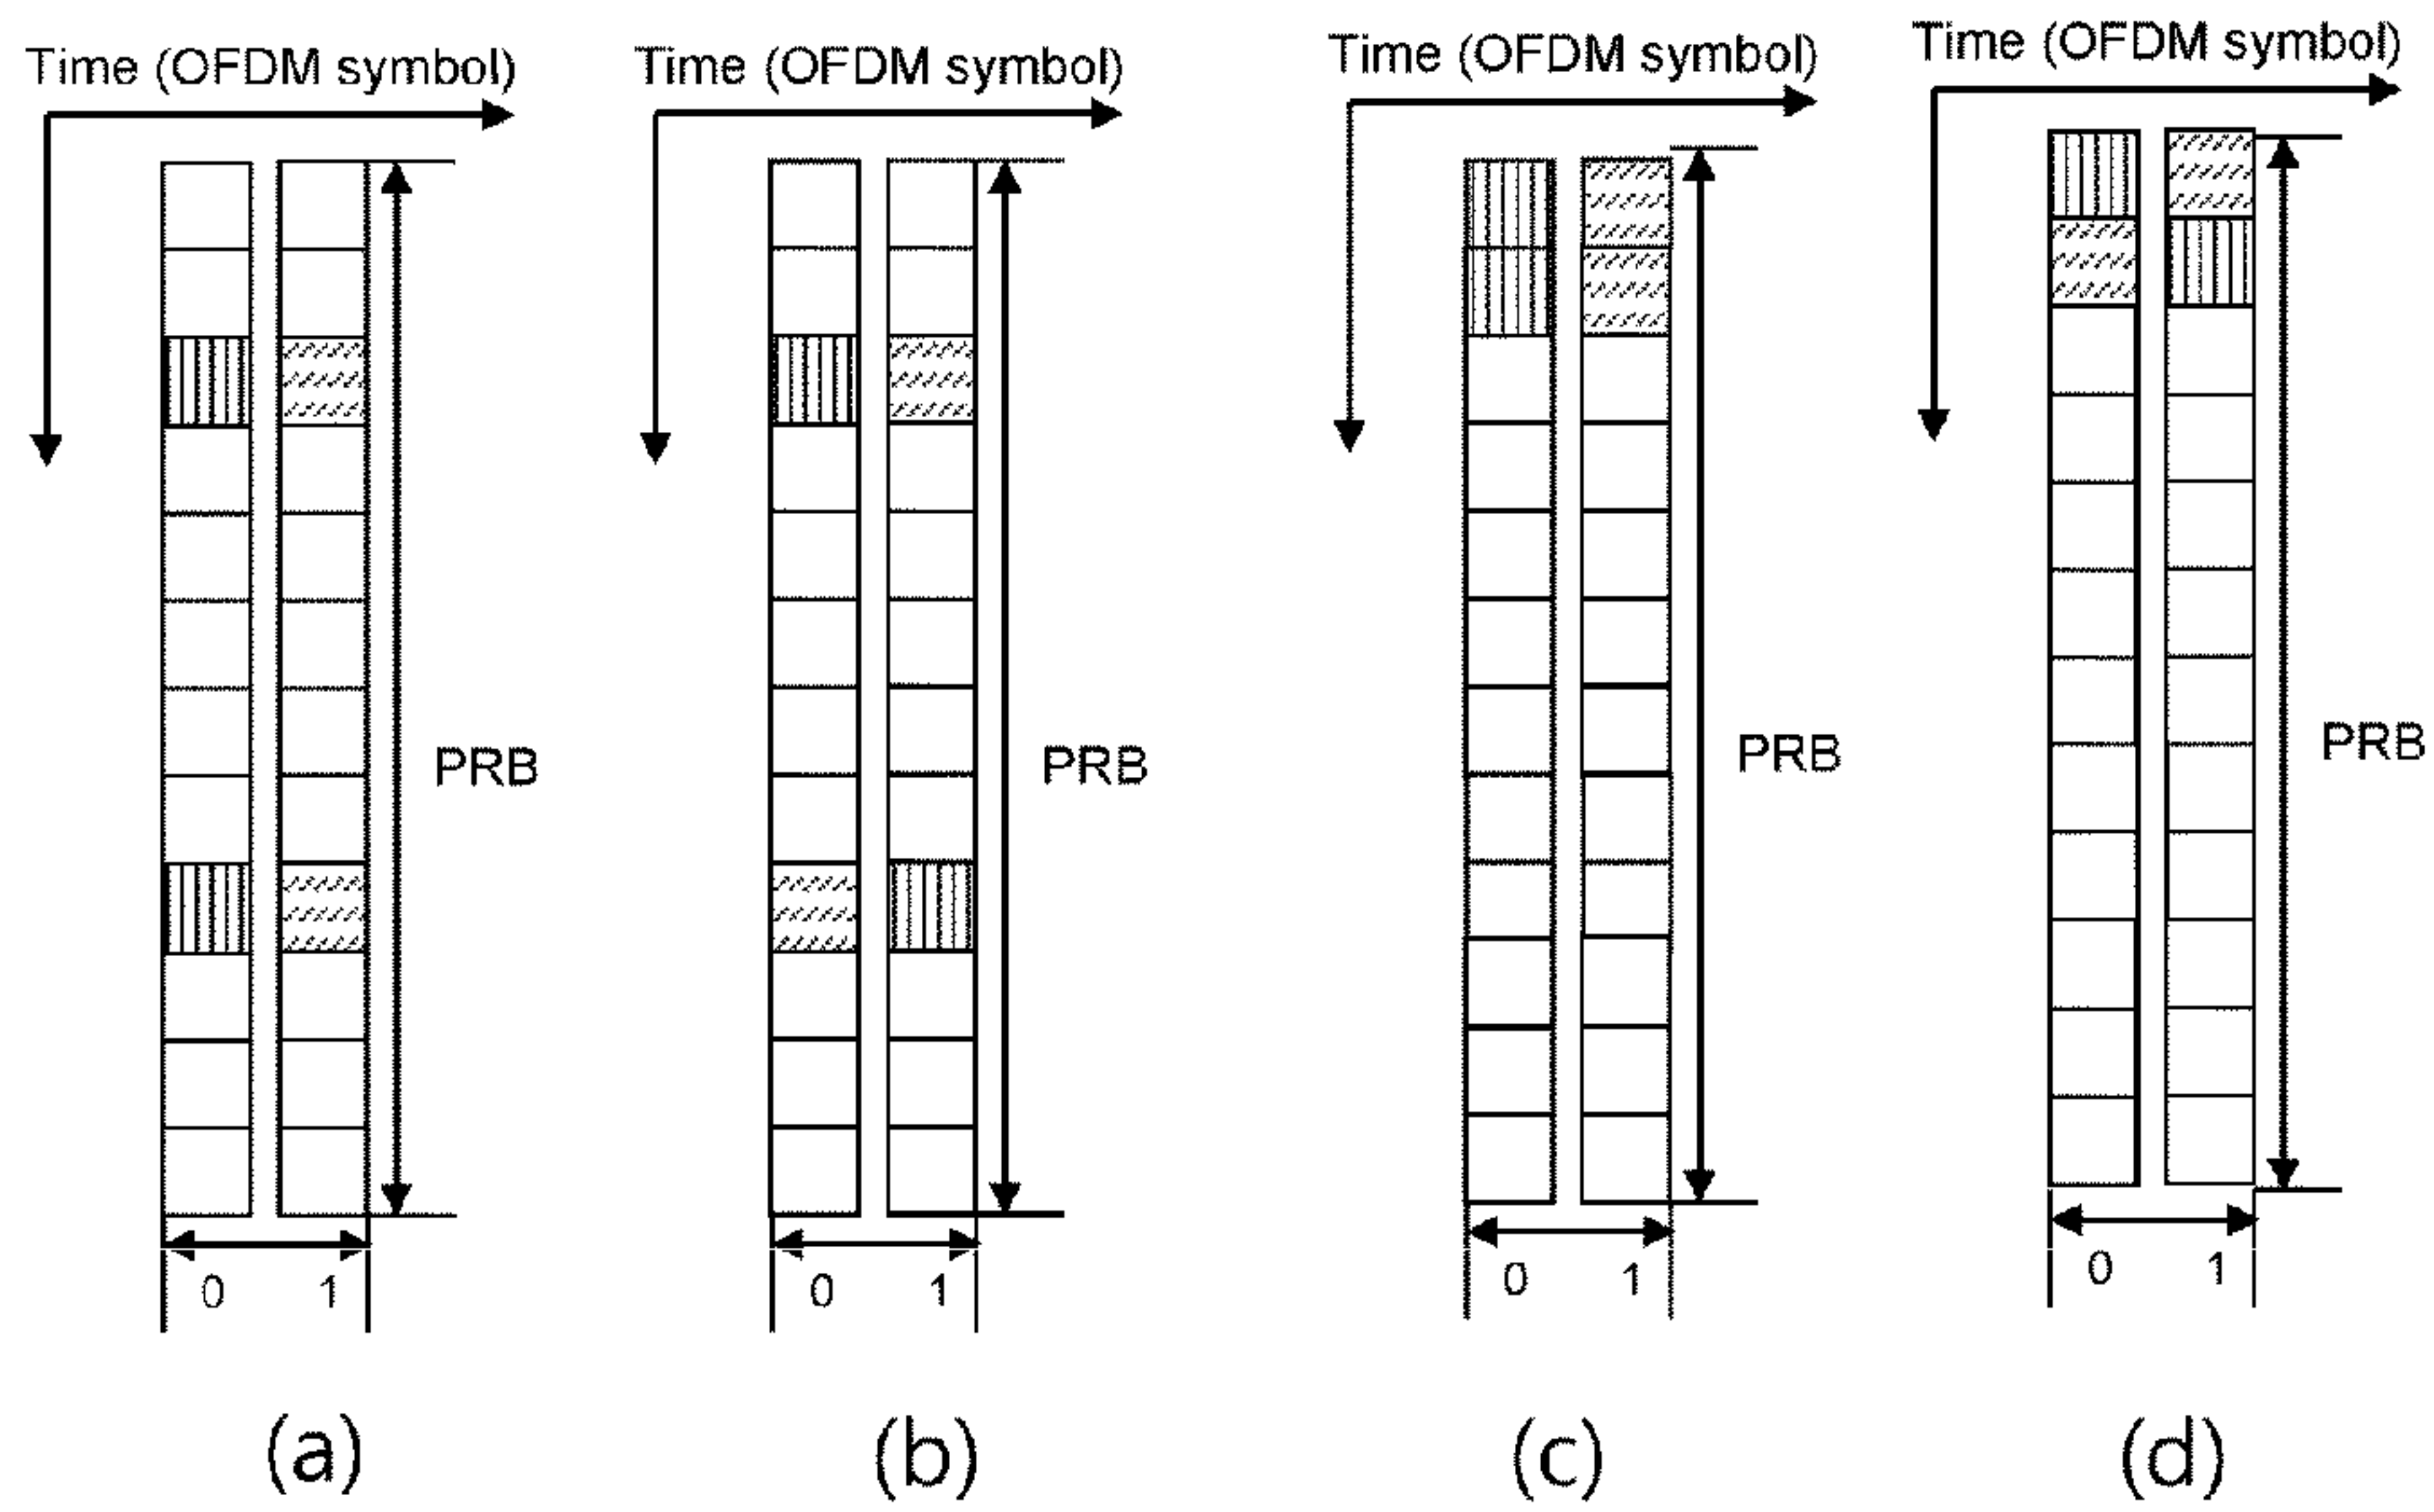 Time (OFDM symbol)
Time (OFDM symbol)
Time (OFDM symbol)
Time (OFDM symbol)
PRB
PRB
PRB
PRB
0 1
0 1
0 1
0 1
(a)
(b)
(c)
(d)